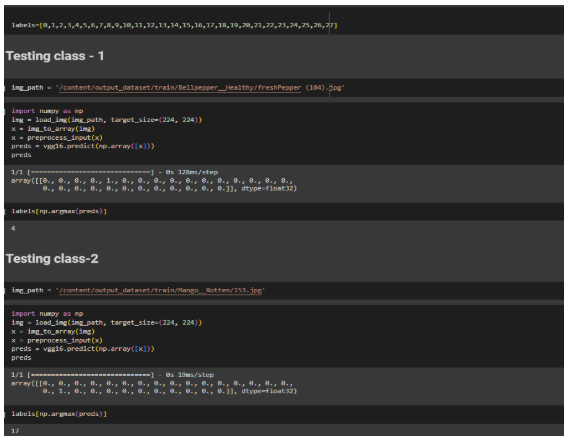 labels=[0,1,2,3,4,5,6,7,8,9,10,11,12,13,14,15,16,17,18,19,20,21,22,23,24,25,26,27]
Testing class - 1
img_path = '/content/output_dataset/train/Bellpepper__Healthy/freshPepper (104).jpg'
import numpy as np
img = load_img(img_path, target_size=(224, 224))
x = img_to_array(img)
x = preprocess_input(x)
preds = vgg16.predict(np.array([x]))
preds
1/1 [==============================] - 0s 128ms/step
array([[0., 0., 0., 0., 1., 0., 0., 0., 0., 0., 0., 0., 0., 0., 0., 0.,
0., 0., 0., 0., 0., 0., 0., 0., 0., 0., 0., 0.]], dtype=float32)
labels[np.argmax(preds)]
4
Testing class-2
img_path = '/content/output_dataset/train/Mango__Rotten/153.jpg'
import numpy as np
img = load_img(img_path, target_size=(224, 224))
x = img_to_array(img)
x = preprocess_input(x)
preds = vgg16.predict(np.array([x]))
preds
1/1 [==============================] - 0s 19ms/step
array([[0., 0., 0., 0., 0., 0., 0., 0., 0., 0., 0., 0., 0., 0., 0., 0.,
0., 1., 0., 0., 0., 0., 0., 0., 0., 0., 0., 0.]], dtype=float32)
labels[np.argmax(preds)]
17